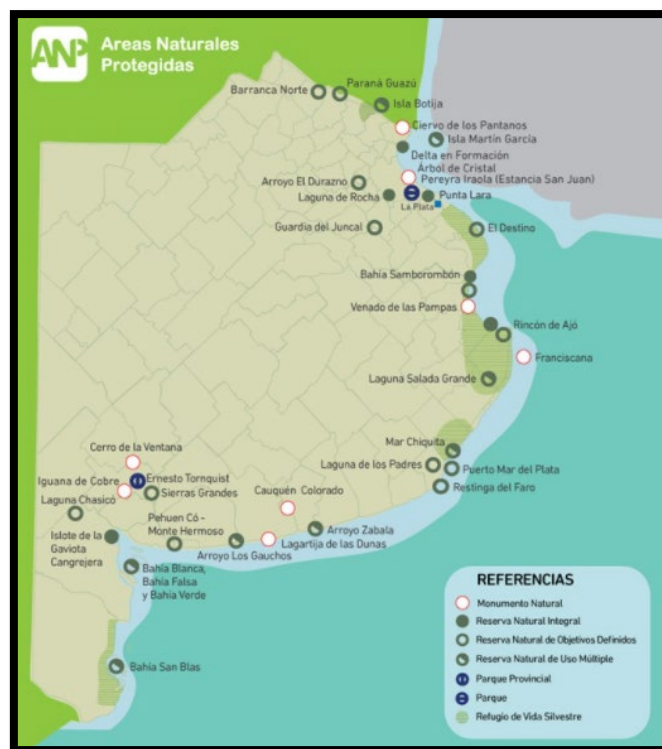 ANP
Areas Naturales
Protegidas
Barranca Norte
Paraná Guazú
Isla Botija
Ciervo de los Pantanos
Isla Martín García
Delta en Formación
Árbol de Cristal
Arroyo El Durazno
Pereyra Iraola (Estancia San Juan)
Laguna de Rocha
Punta Lara
La Plata
Guardia del Juncal
El Destino
Bahía Samborombón
Venado de las Pampas
Rincón de Ajó
Franciscana
Laguna Salada Grande
Mar Chiquita
Cerro de la Ventana
Laguna de los Padres
Puerto Mar del Plata
Iguana de Cobre
Ernesto Tornquist
Sierras Grandes
Restinga del Faro
Laguna Chasicó
Cauquén Colorado
Pehuen Có -
Monte Hermoso
Islote de la
Gaviota
Cangrejera
Arroyo Zabala
Lagartija de las Dunas
Arroyo Los Gauchos
Bahía Blanca,
Bahía Falsa
y Bahia Verde
Bahía San Blas
REFERENCIAS
Monumento Natural
Reserva Natural Integral
Reserva Natural de Objetivos Definidos
Reserva Natural de Uso Múltiple
Parque Provincial
Parque
Refugio de Vida Silvestre